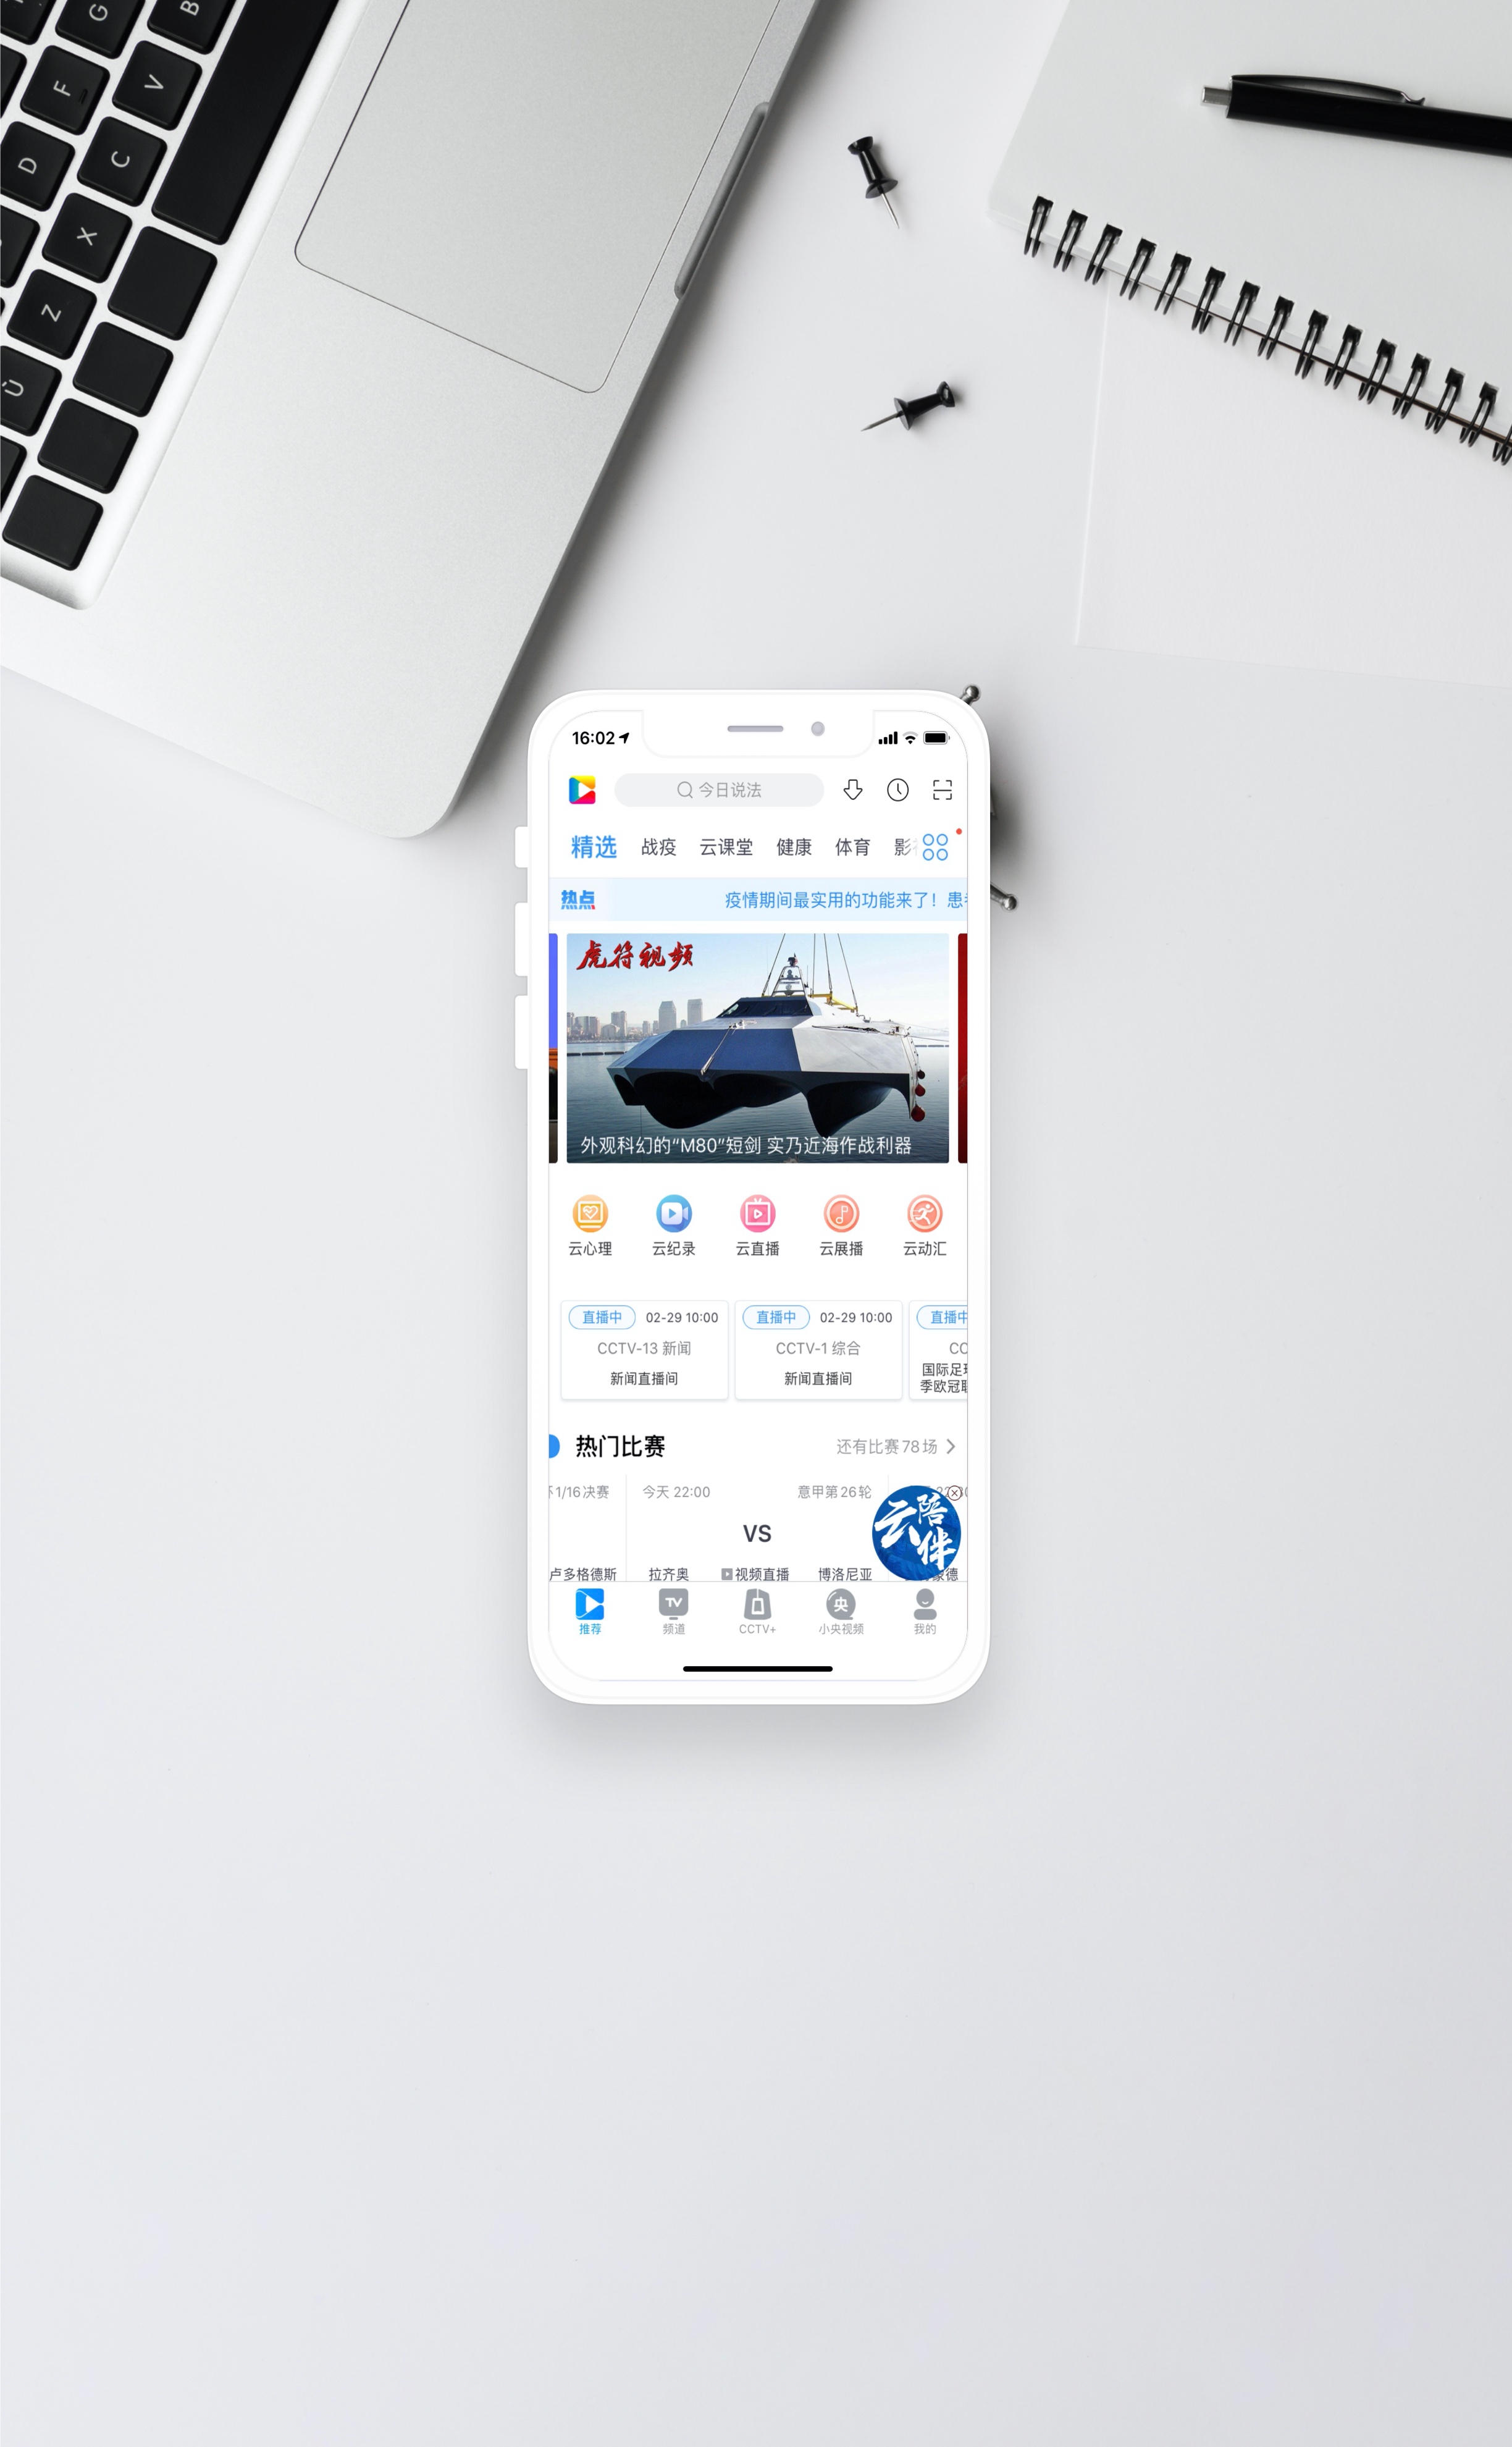 G
B
F
V
D
C
X
Z
Ü
16:02
今日说法
精选 战疫 云课堂 健康 体育 影
热点 疫情期间最实用的功能来了！患
虎符视频
外观科幻的“M80”短剑 实乃近海作战利器
云心理 云纪录 云直播 云展播 云动汇
直播中 02-29 10:00 直播中 02-29 10:00 直播中
CCTV-13 新闻 CCTV-1 综合 CC
新闻直播间 新闻直播间 国际足
季欧冠
热门比赛 还有比赛78场
1/16决赛 今天 22:00 意甲第26轮
VS
云陪伴
卢多格德斯 拉齐奥 视频直播 博洛尼亚 德
TV 央
推荐 频道 CCTV+ 小央视频 我的